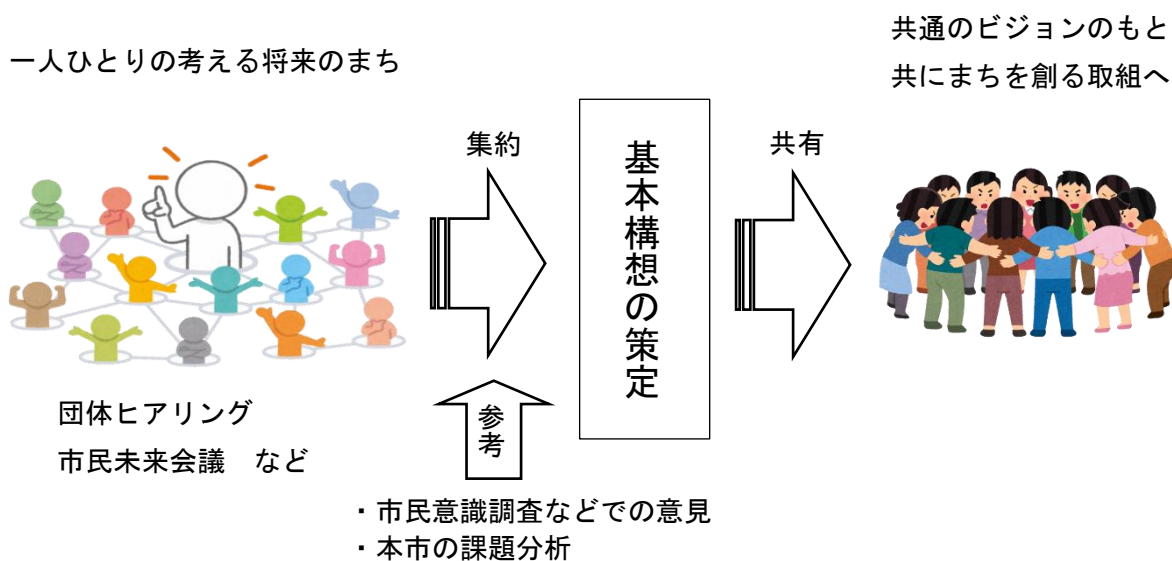 一人ひとりの考える将来のまち
団体ヒアリング
市民未来会議　など
集約
参考
・市民意識調査などでの意見
・本市の課題分析
基本構想の策定
共有
共通のビジョンのもと
共にまちを創る取組へ